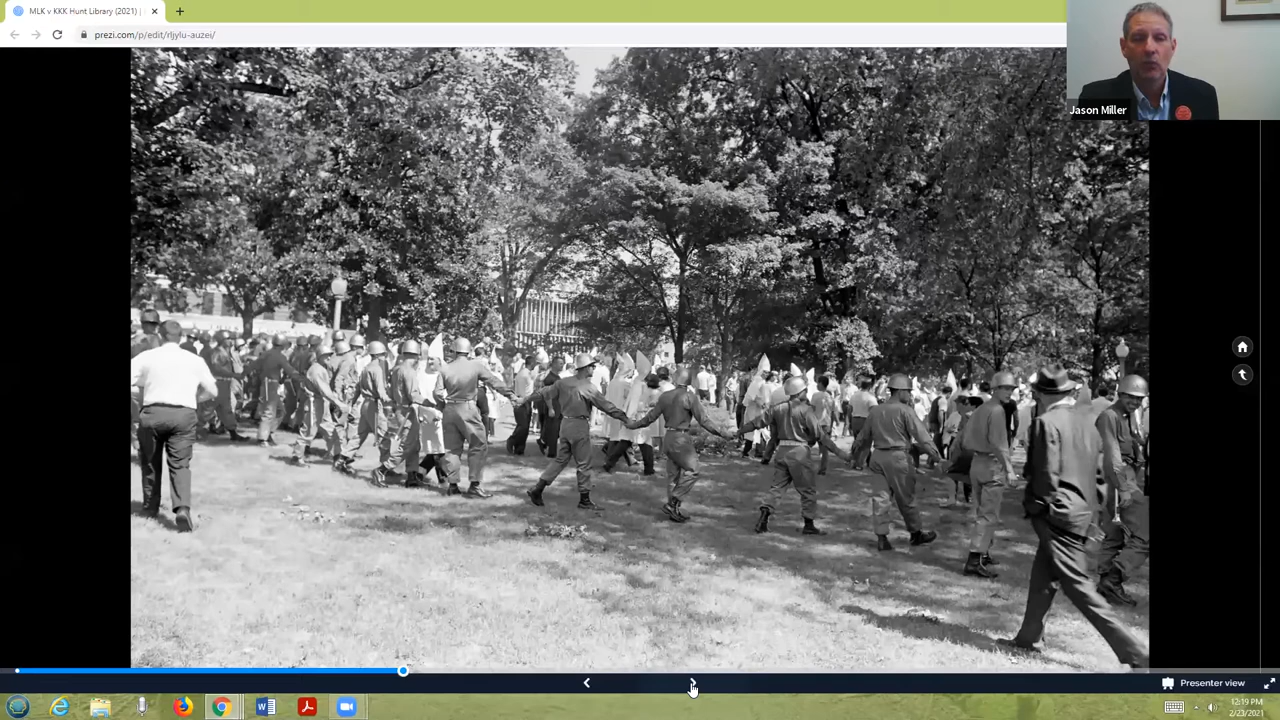 MLK v KKK Hunt Library (2021) |
prezi.com/p/edit/rljylu-auzei/
Jason Miller
Presenter view
12:19 PM
2/23/2021